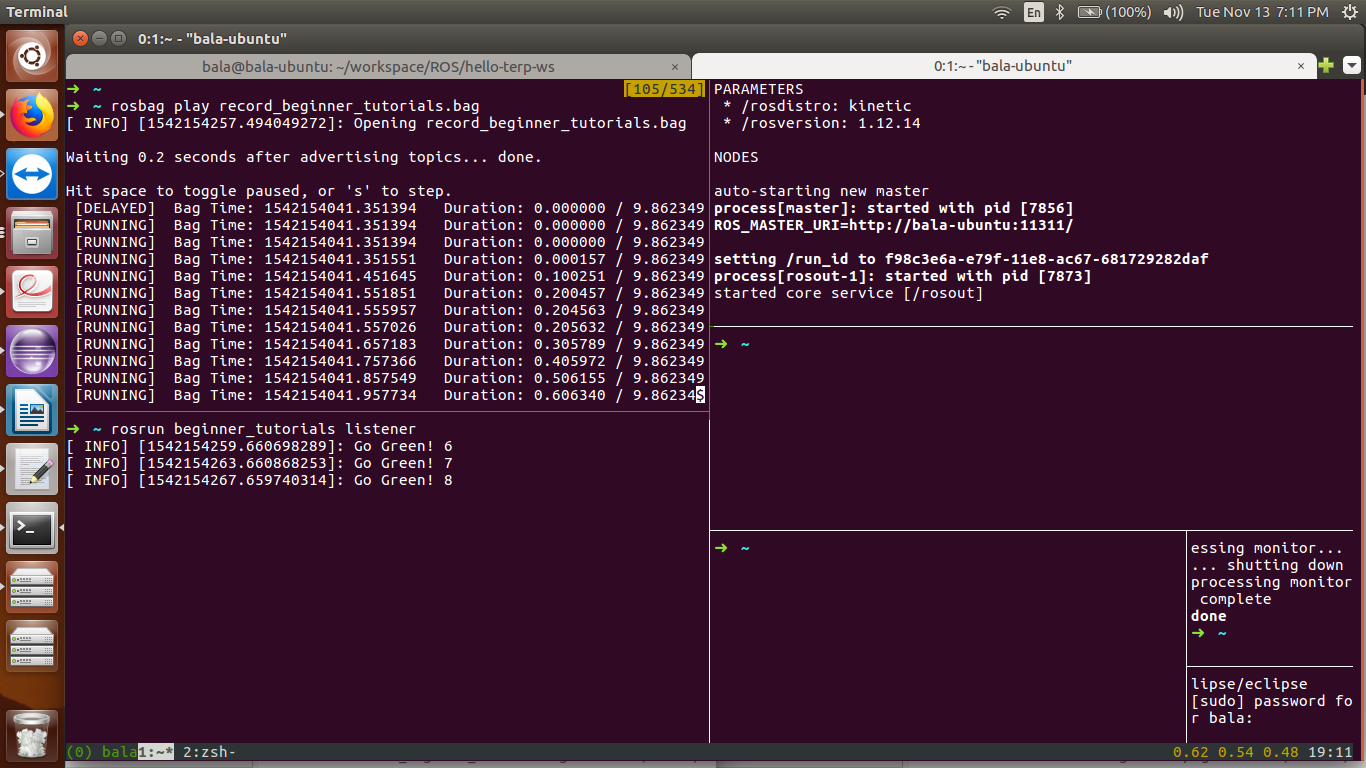 Terminal
En
(100%)
Tue Nov 13 7:11 PM
0:1:~ - "bala-ubuntu"
bala@bala-ubuntu: ~/workspace/ROS/hello-terp-ws ×
0:1:~ - "bala-ubuntu" ×
➜ ~ [105/534]
➜ ~ rosbag play record_beginner_tutorials.bag
[ INFO] [1542154257.494049272]: Opening record_beginner_tutorials.bag
Waiting 0.2 seconds after advertising topics... done.
Hit space to toggle paused, or 's' to step.
[DELAYED]  Bag Time: 1542154041.351394   Duration: 0.000000 / 9.862349
[RUNNING]  Bag Time: 1542154041.351394   Duration: 0.000000 / 9.862349
[RUNNING]  Bag Time: 1542154041.351394   Duration: 0.000000 / 9.862349
[RUNNING]  Bag Time: 1542154041.351551   Duration: 0.000157 / 9.862349
[RUNNING]  Bag Time: 1542154041.451645   Duration: 0.100251 / 9.862349
[RUNNING]  Bag Time: 1542154041.551851   Duration: 0.200457 / 9.862349
[RUNNING]  Bag Time: 1542154041.555957   Duration: 0.204563 / 9.862349
[RUNNING]  Bag Time: 1542154041.557026   Duration: 0.205632 / 9.862349
[RUNNING]  Bag Time: 1542154041.657183   Duration: 0.305789 / 9.862349
[RUNNING]  Bag Time: 1542154041.757366   Duration: 0.405972 / 9.862349
[RUNNING]  Bag Time: 1542154041.857549   Duration: 0.506155 / 9.862349
[RUNNING]  Bag Time: 1542154041.957734   Duration: 0.606340 / 9.86234$
➜ ~ rosrun beginner_tutorials listener
[ INFO] [1542154259.660698289]: Go Green! 6
[ INFO] [1542154263.660868253]: Go Green! 7
[ INFO] [1542154267.659740314]: Go Green! 8
PARAMETERS
* /rosdistro: kinetic
* /rosversion: 1.12.14
NODES
auto-starting new master
process[master]: started with pid [7856]
ROS_MASTER_URI=http://bala-ubuntu:11311/
setting /run_id to f98c3e6a-e79f-11e8-ac67-681729282daf
process[rosout-1]: started with pid [7873]
started core service [/rosout]
➜ ~
➜ ~
essing monitor...
... shutting down
processing monitor
complete
done
➜ ~
lipse/eclipse
[sudo] password fo
r bala:
(0) bala1:~* 2:zsh-
0.62 0.54 0.48 19:11